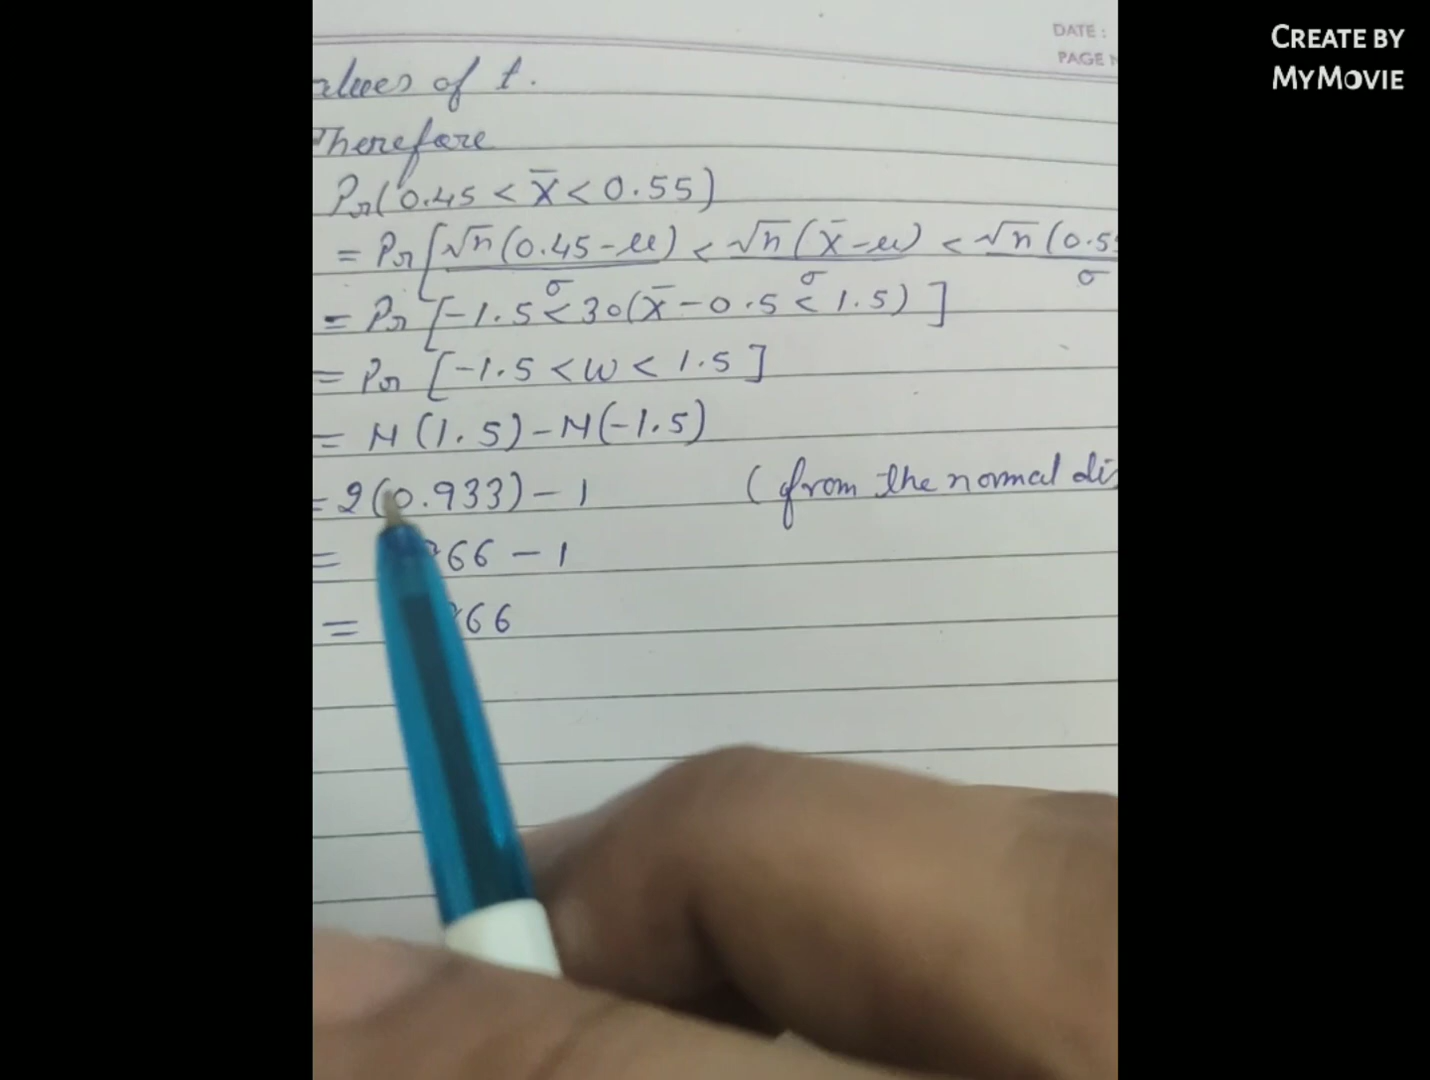 DATE :
PAGE N
CREATE BY
MYMOVIE
alues of t.
Therefore
Pr(0.45 < x̄ < 0.55)
= Pr[√n(0.45-u)/σ < √n(x̄-u)/σ < √n(0.5/σ
= Pr [-1.5 < 30(x̄-0.5 < 1.5)]
= Pr [-1.5 < W < 1.5]
= N(1.5)-N(-1.5)
= 2(0.933) - 1 (from the normal dis
= 66 - 1
= 66